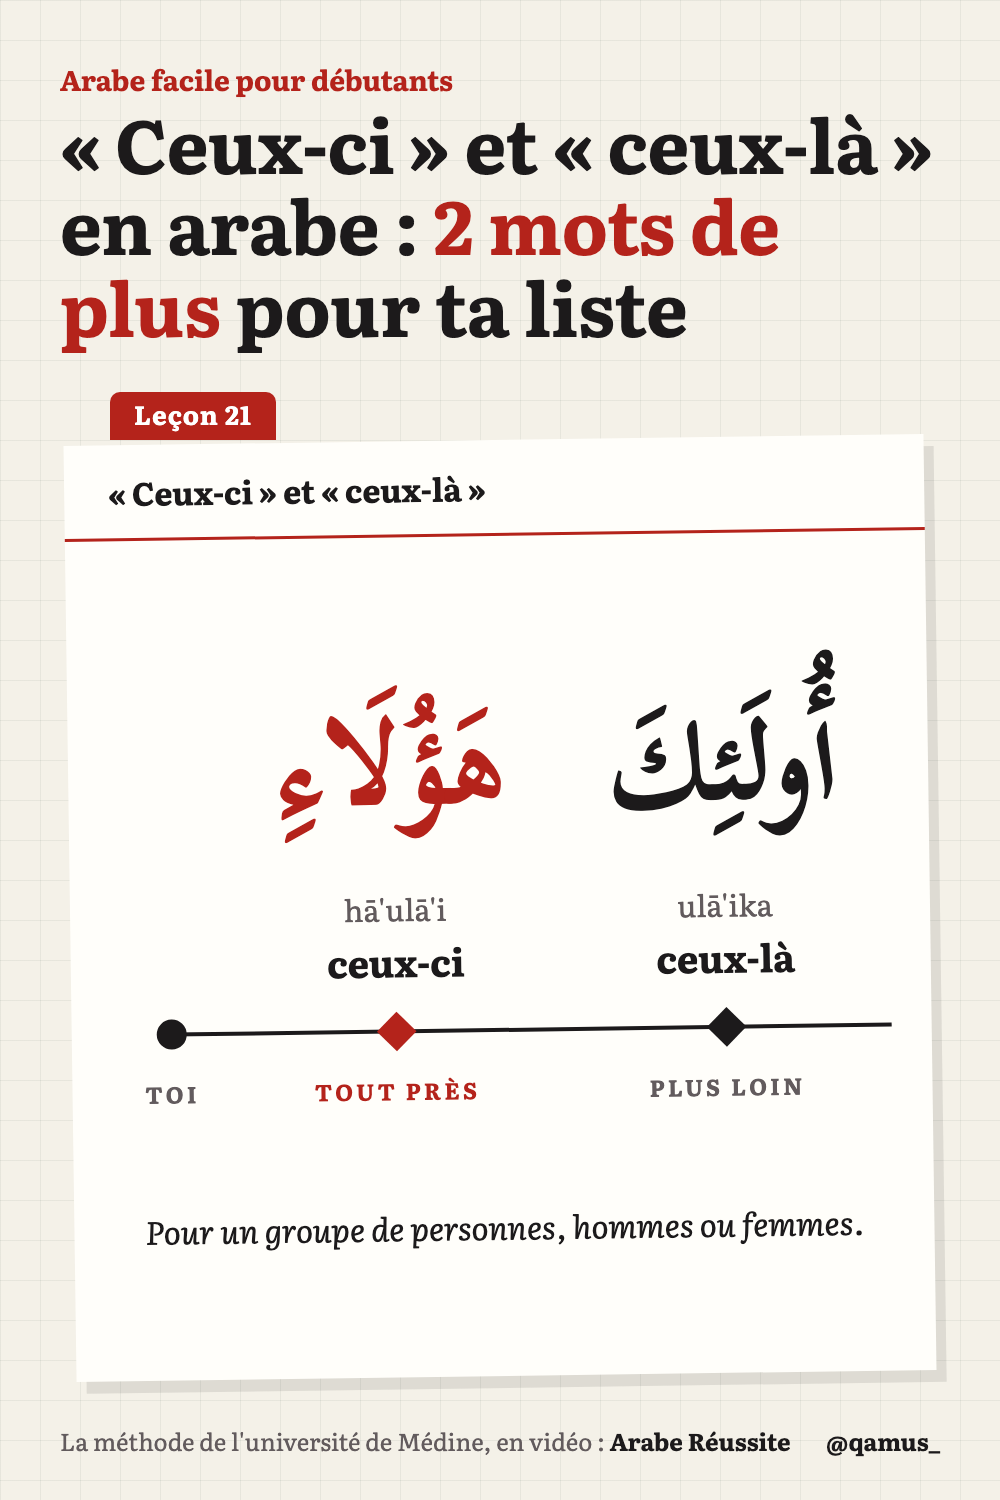 Arabe facile pour débutants
« Ceux-ci » et « ceux-là »
en arabe : 2 mots de
plus pour ta liste
Leçon 21
« Ceux-ci » et « ceux-là »
هَؤُلَاءِ
أُولَئِكَ
hā'ulā'i
ulā'ika
ceux-ci
ceux-là
TOI
TOUT PRÈS
PLUS LOIN
Pour un groupe de personnes, hommes ou femmes.
La méthode de l'université de Médine, en vidéo : Arabe Réussite
@qamus_